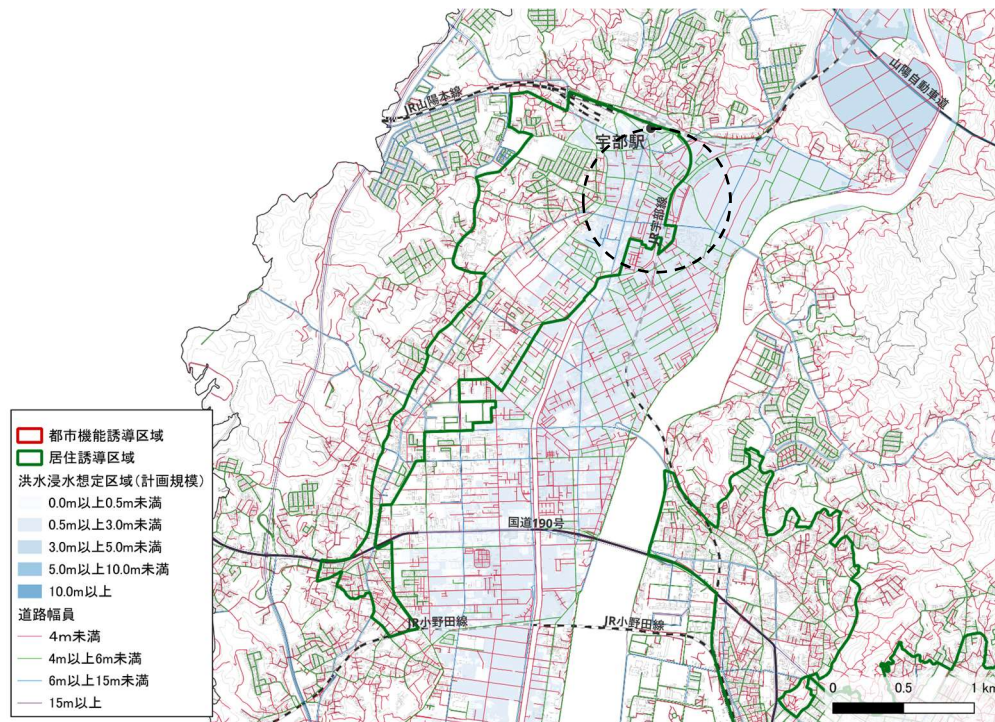 JR山陽本線
山陽自動車道
宇部駅
JR宇部線
国道190号
JR小野田線
JR小野田線
都市機能誘導区域
居住誘導区域
洪水浸水想定区域(計画規模)
0.0m以上0.5m未満
0.5m以上3.0m未満
3.0m以上5.0m未満
5.0m以上10.0m未満
10.0m以上
道路幅員
4m未満
4m以上6m未満
6m以上15m未満
15m以上
0 0.5 1 km